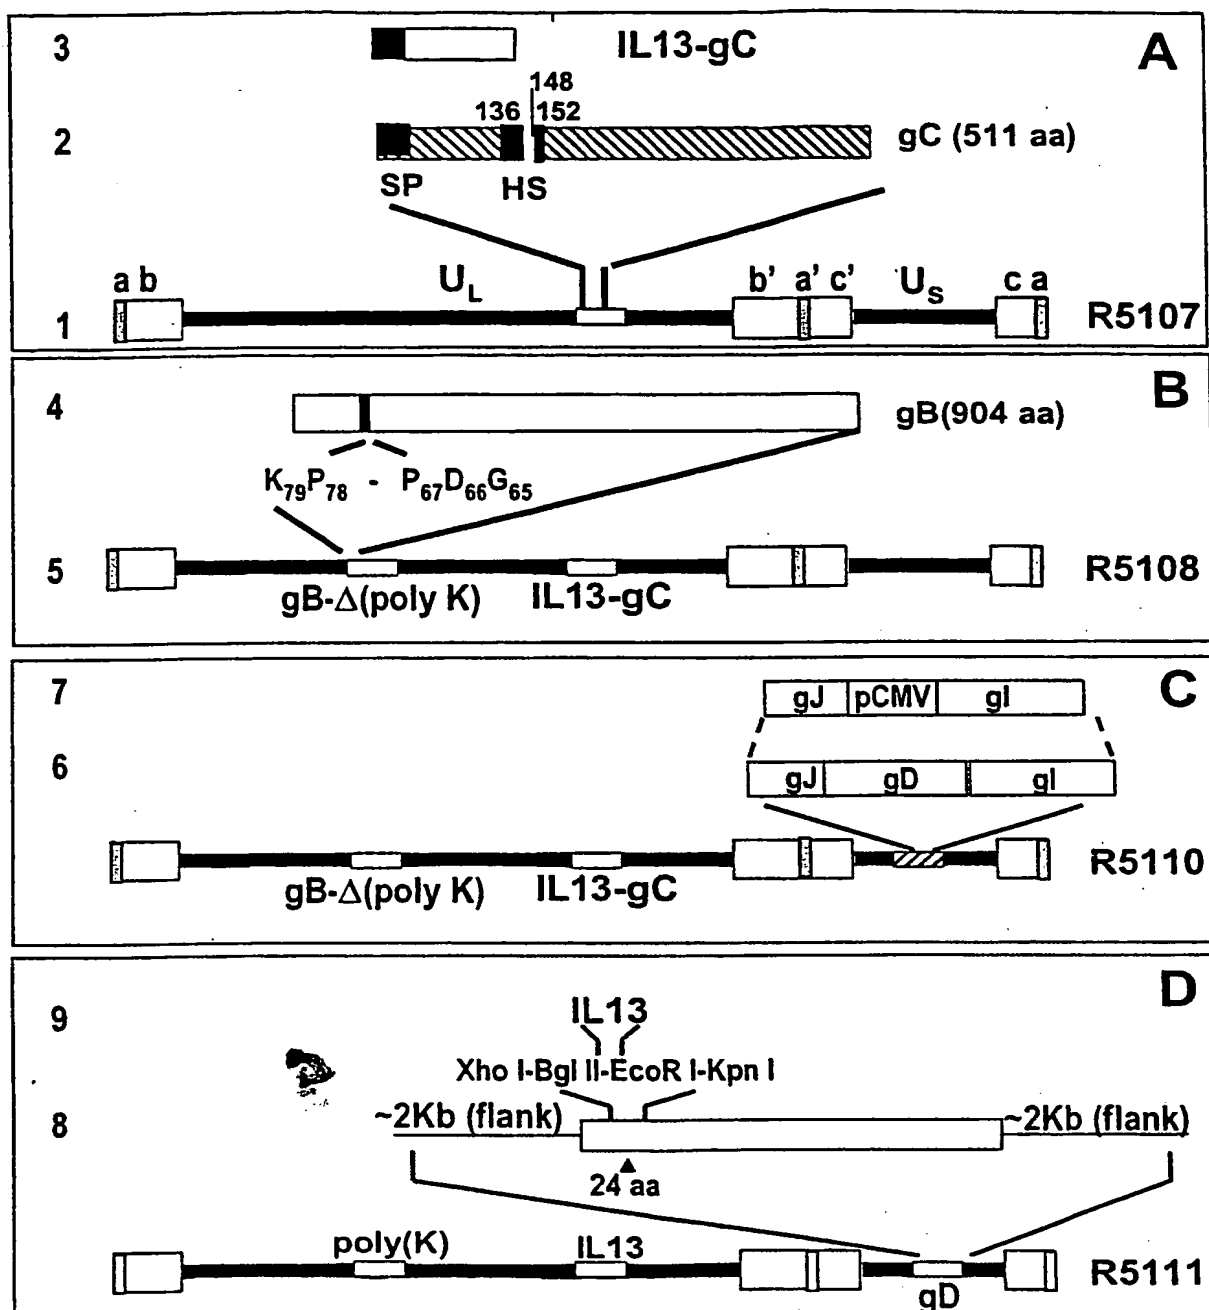 3 IL13-gC A
148
136 152
2 gC (511 aa)
SP HS
a b U_L b' a' c' U_S c a
1 R5107
4 gB(904 aa) B
K₇₉P₇₈ - P₆₇D₆₆G₆₅
5 R5108
gB-Δ(poly K) IL13-gC
7 gJ pCMV gI C
6 gJ gD gI
gB-Δ(poly K) IL13-gC R5110
9 IL13 D
Xho I-Bgl II-EcoR I-Kpn I
8 ~2Kb (flank) ~2Kb (flank)
24 aa
poly(K) IL13 R5111
gD